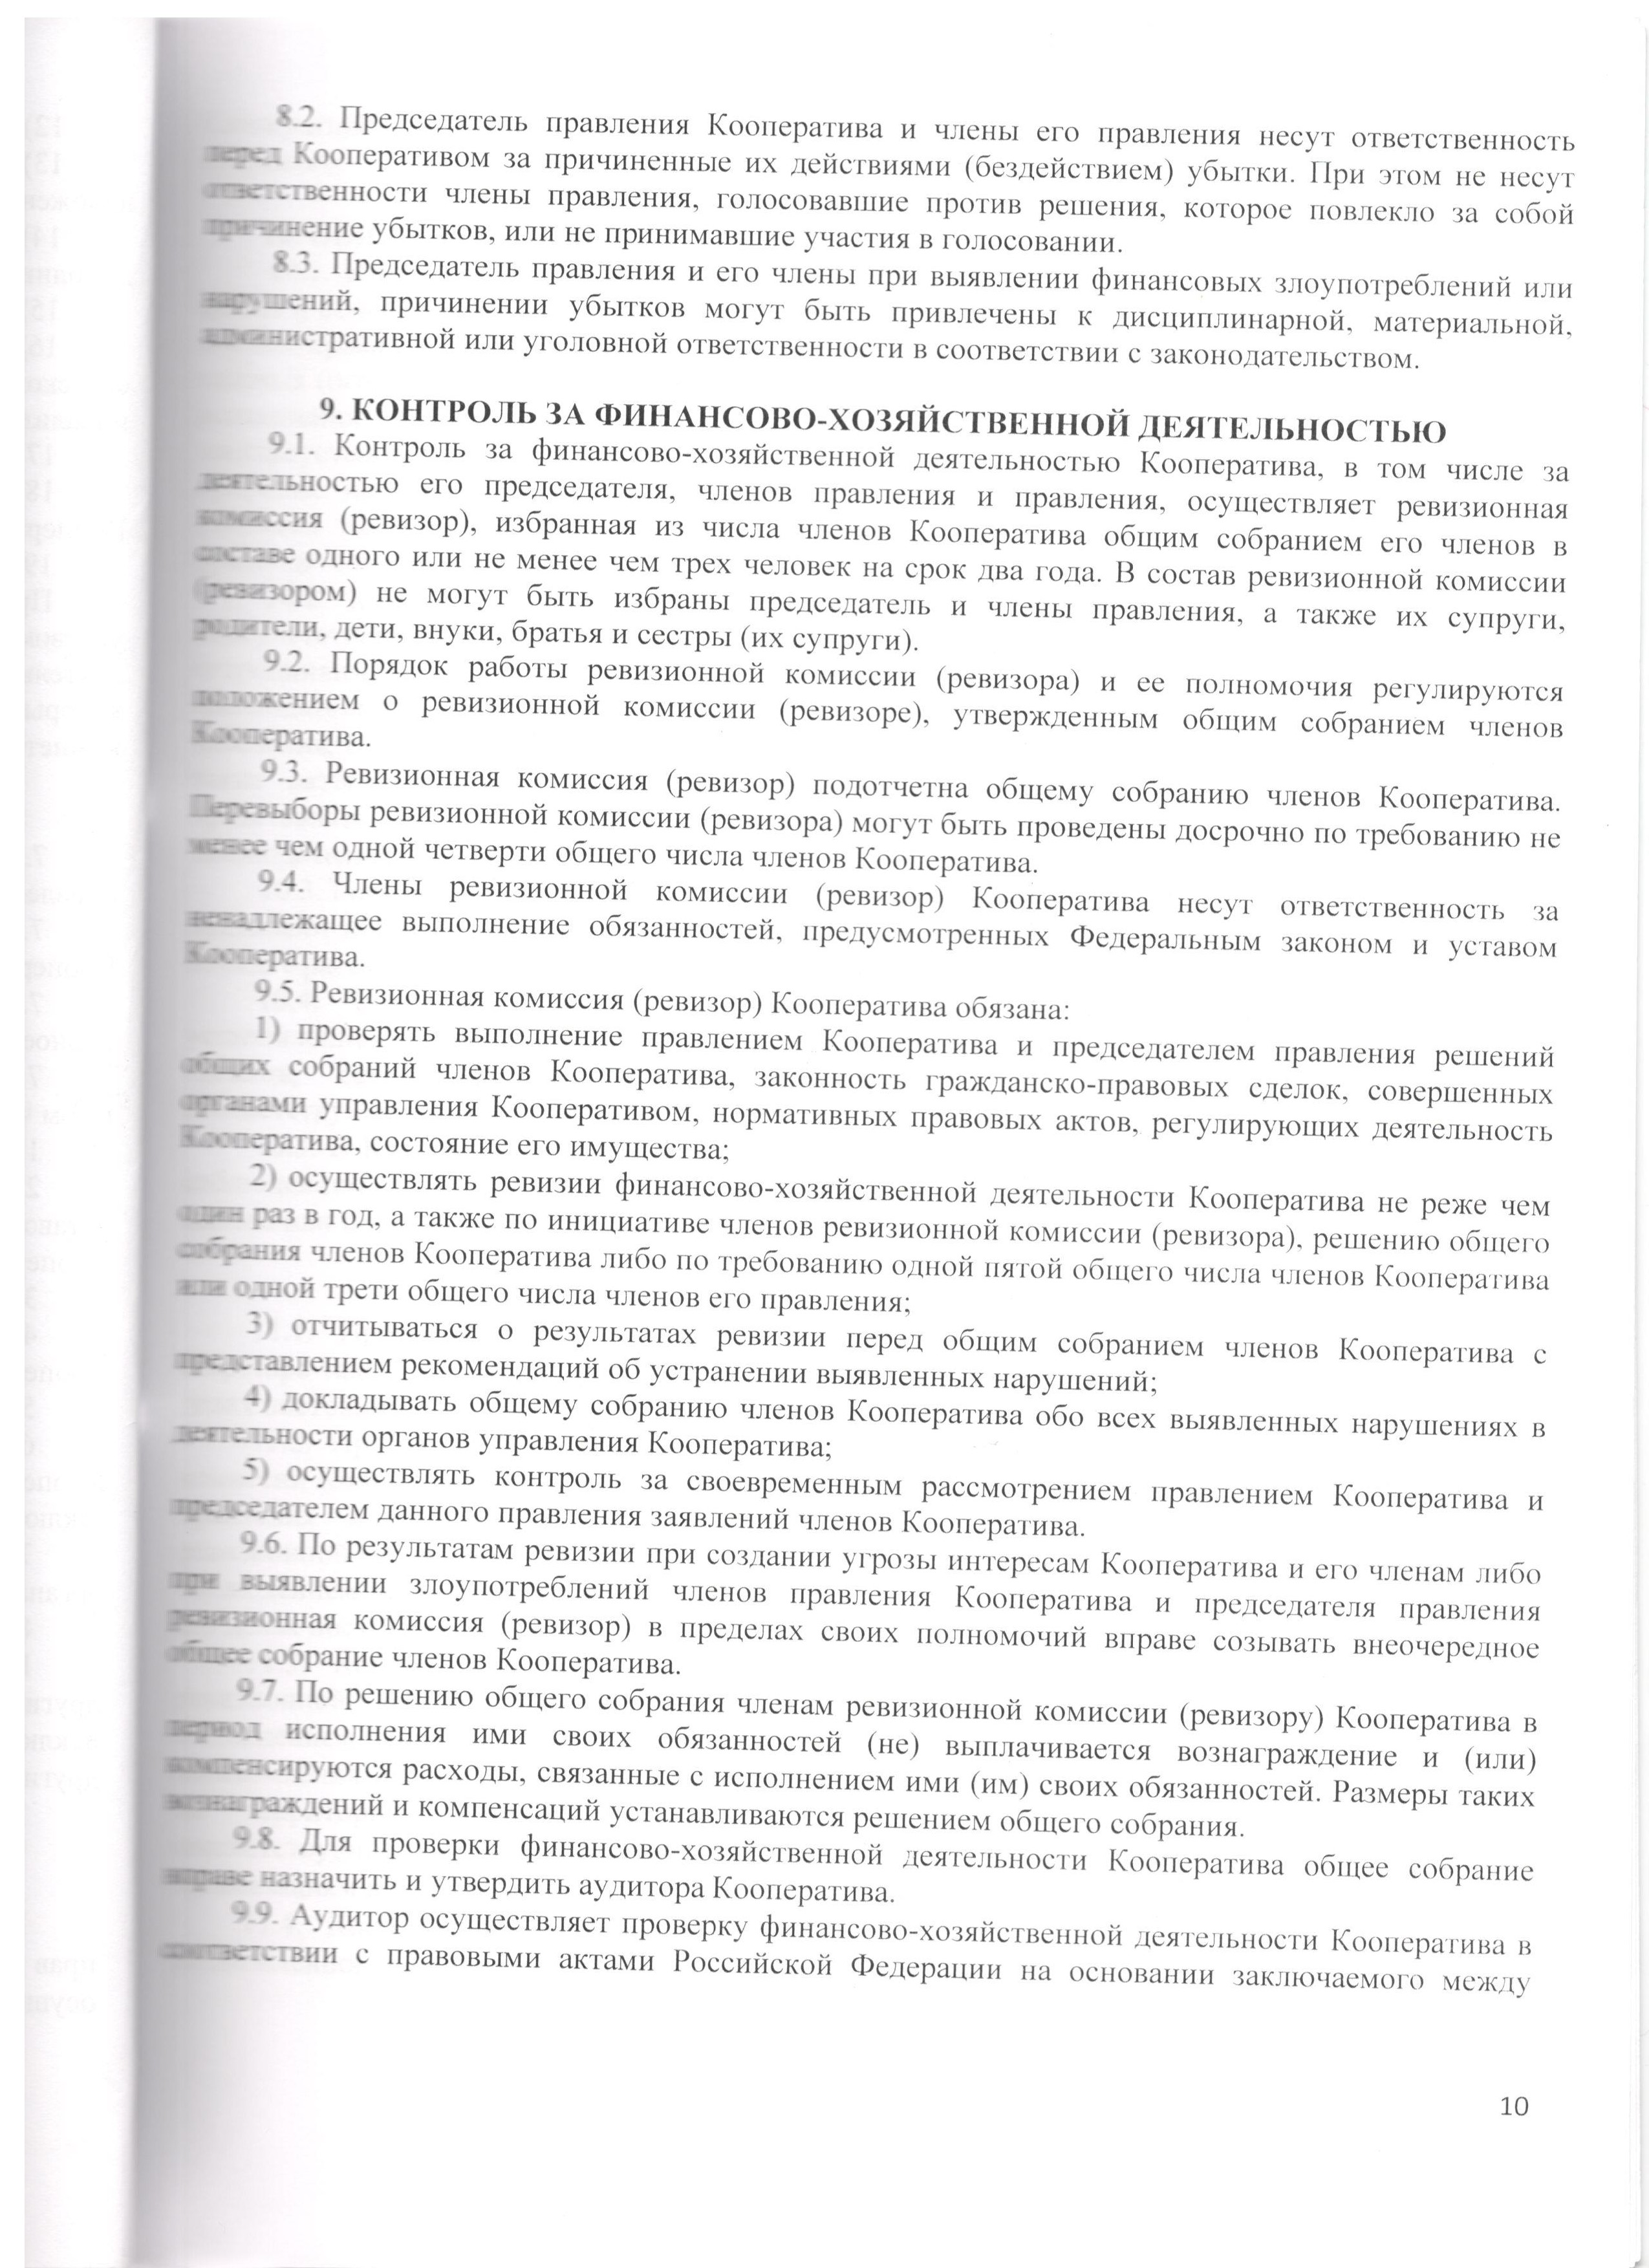 8.2. Председатель правления Кооператива и члены его правления несут ответственность
перед Кооперативом за причиненные их действиями (бездействием) убытки. При этом не несут
ответственности члены правления, голосовавшие против решения, которое повлекло за собой
причинение убытков, или не принимавшие участия в голосовании.
8.3. Председатель правления и его члены при выявлении финансовых злоупотреблений или
нарушений, причинении убытков могут быть привлечены к дисциплинарной, материальной,
административной или уголовной ответственности в соответствии с законодательством.
9. КОНТРОЛЬ ЗА ФИНАНСОВО-ХОЗЯЙСТВЕННОЙ ДЕЯТЕЛЬНОСТЬЮ
9.1. Контроль за финансово-хозяйственной деятельностью Кооператива, в том числе за
деятельностью его председателя, членов правления и правления, осуществляет ревизионная
комиссия (ревизор), избранная из числа членов Кооператива общим собранием его членов в
составе одного или не менее чем трех человек на срок два года. В состав ревизионной комиссии
(ревизором) не могут быть избраны председатель и члены правления, а также их супруги,
родители, дети, внуки, братья и сестры (их супруги).
9.2. Порядок работы ревизионной комиссии (ревизора) и ее полномочия регулируются
положением о ревизионной комиссии (ревизоре), утвержденным общим собранием членов
Кооператива.
9.3. Ревизионная комиссия (ревизор) подотчетна общему собранию членов Кооператива.
Перевыборы ревизионной комиссии (ревизора) могут быть проведены досрочно по требованию не
менее чем одной четверти общего числа членов Кооператива.
9.4. Члены ревизионной комиссии (ревизор) Кооператива несут ответственность за
ненадлежащее выполнение обязанностей, предусмотренных Федеральным законом и уставом
Кооператива.
9.5. Ревизионная комиссия (ревизор) Кооператива обязана:
1) проверять выполнение правлением Кооператива и председателем правления решений
общих собраний членов Кооператива, законность гражданско-правовых сделок, совершенных
органами управления Кооперативом, нормативных правовых актов, регулирующих деятельность
Кооператива, состояние его имущества;
2) осуществлять ревизии финансово-хозяйственной деятельности Кооператива не реже чем
один раз в год, а также по инициативе членов ревизионной комиссии (ревизора), решению общего
собрания членов Кооператива либо по требованию одной пятой общего числа членов Кооператива
или одной трети общего числа членов его правления;
3) отчитываться о результатах ревизии перед общим собранием членов Кооператива с
представлением рекомендаций об устранении выявленных нарушений;
4) докладывать общему собранию членов Кооператива обо всех выявленных нарушениях в
деятельности органов управления Кооператива;
5) осуществлять контроль за своевременным рассмотрением правлением Кооператива и
председателем данного правления заявлений членов Кооператива.
9.6. По результатам ревизии при создании угрозы интересам Кооператива и его членам либо
при выявлении злоупотреблений членов правления Кооператива и председателя правления
ревизионная комиссия (ревизор) в пределах своих полномочий вправе созывать внеочередное
общее собрание членов Кооператива.
9.7. По решению общего собрания членам ревизионной комиссии (ревизору) Кооператива в
период исполнения ими своих обязанностей (не) выплачивается вознаграждение и (или)
компенсируются расходы, связанные с исполнением ими (им) своих обязанностей. Размеры таких
вознаграждений и компенсаций устанавливаются решением общего собрания.
9.8. Для проверки финансово-хозяйственной деятельности Кооператива общее собрание
вправе назначить и утвердить аудитора Кооператива.
9.9. Аудитор осуществляет проверку финансово-хозяйственной деятельности Кооператива в
соответствии с правовыми актами Российской Федерации на основании заключаемого между
10